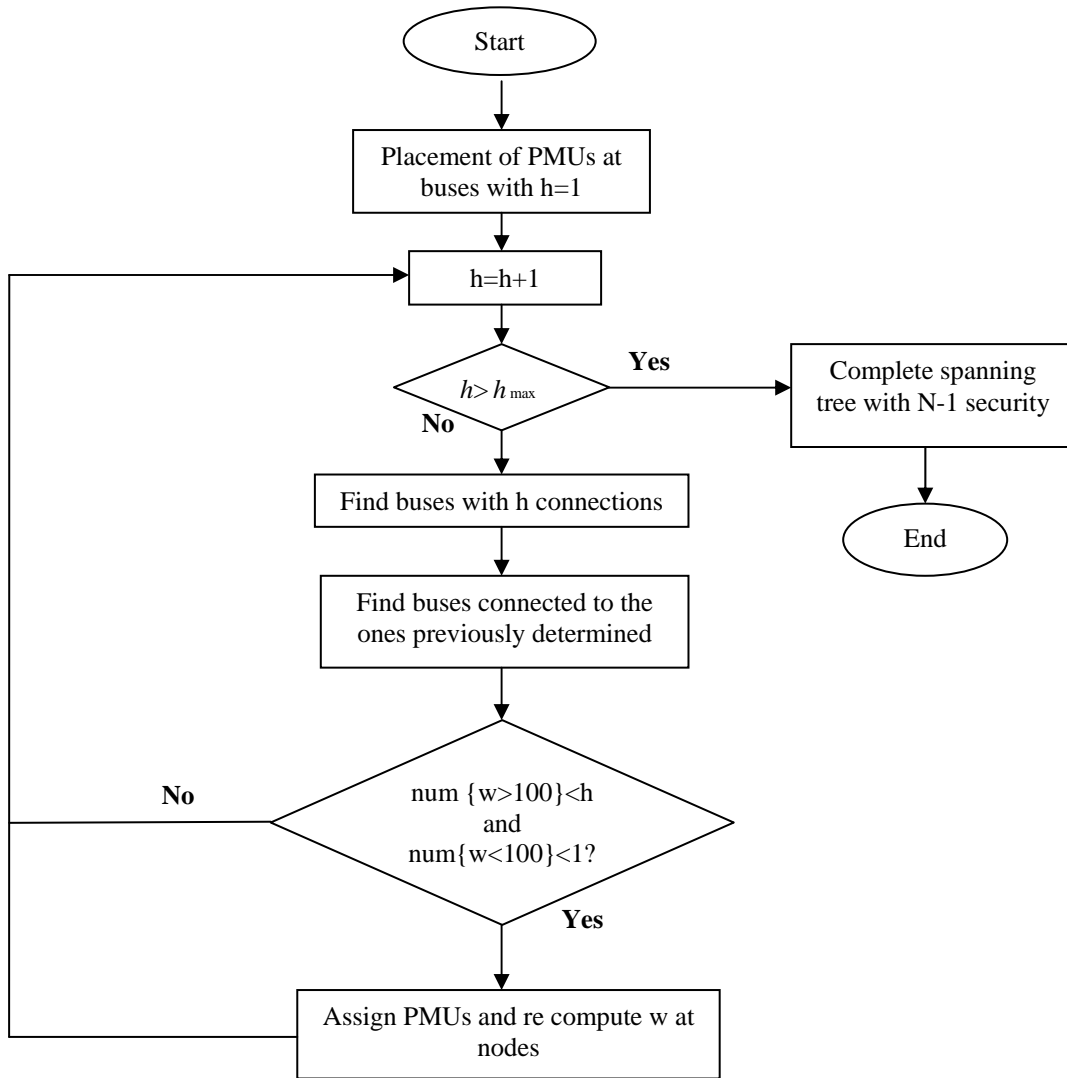 Start
Placement of PMUs at
buses with h=1
h=h+1
h> h max
Yes
No
Complete spanning
tree with N-1 security
End
Find buses with h connections
Find buses connected to the
ones previously determined
num {w>100}<h
and
num{w<100}<1?
No
Yes
Assign PMUs and re compute w at
nodes